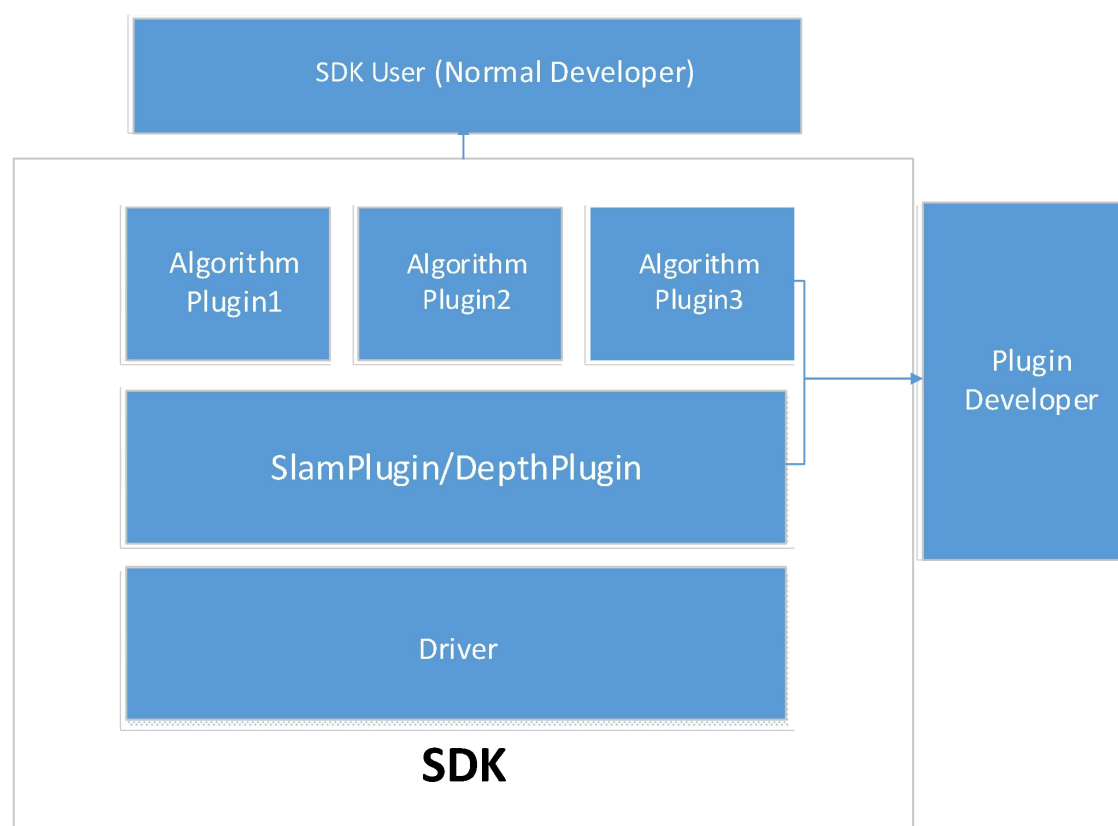 SDK User (Normal Developer)
Algorithm
Plugin1
Algorithm
Plugin2
Algorithm
Plugin3
Plugin
Developer
SlamPlugin/DepthPlugin
Driver
SDK